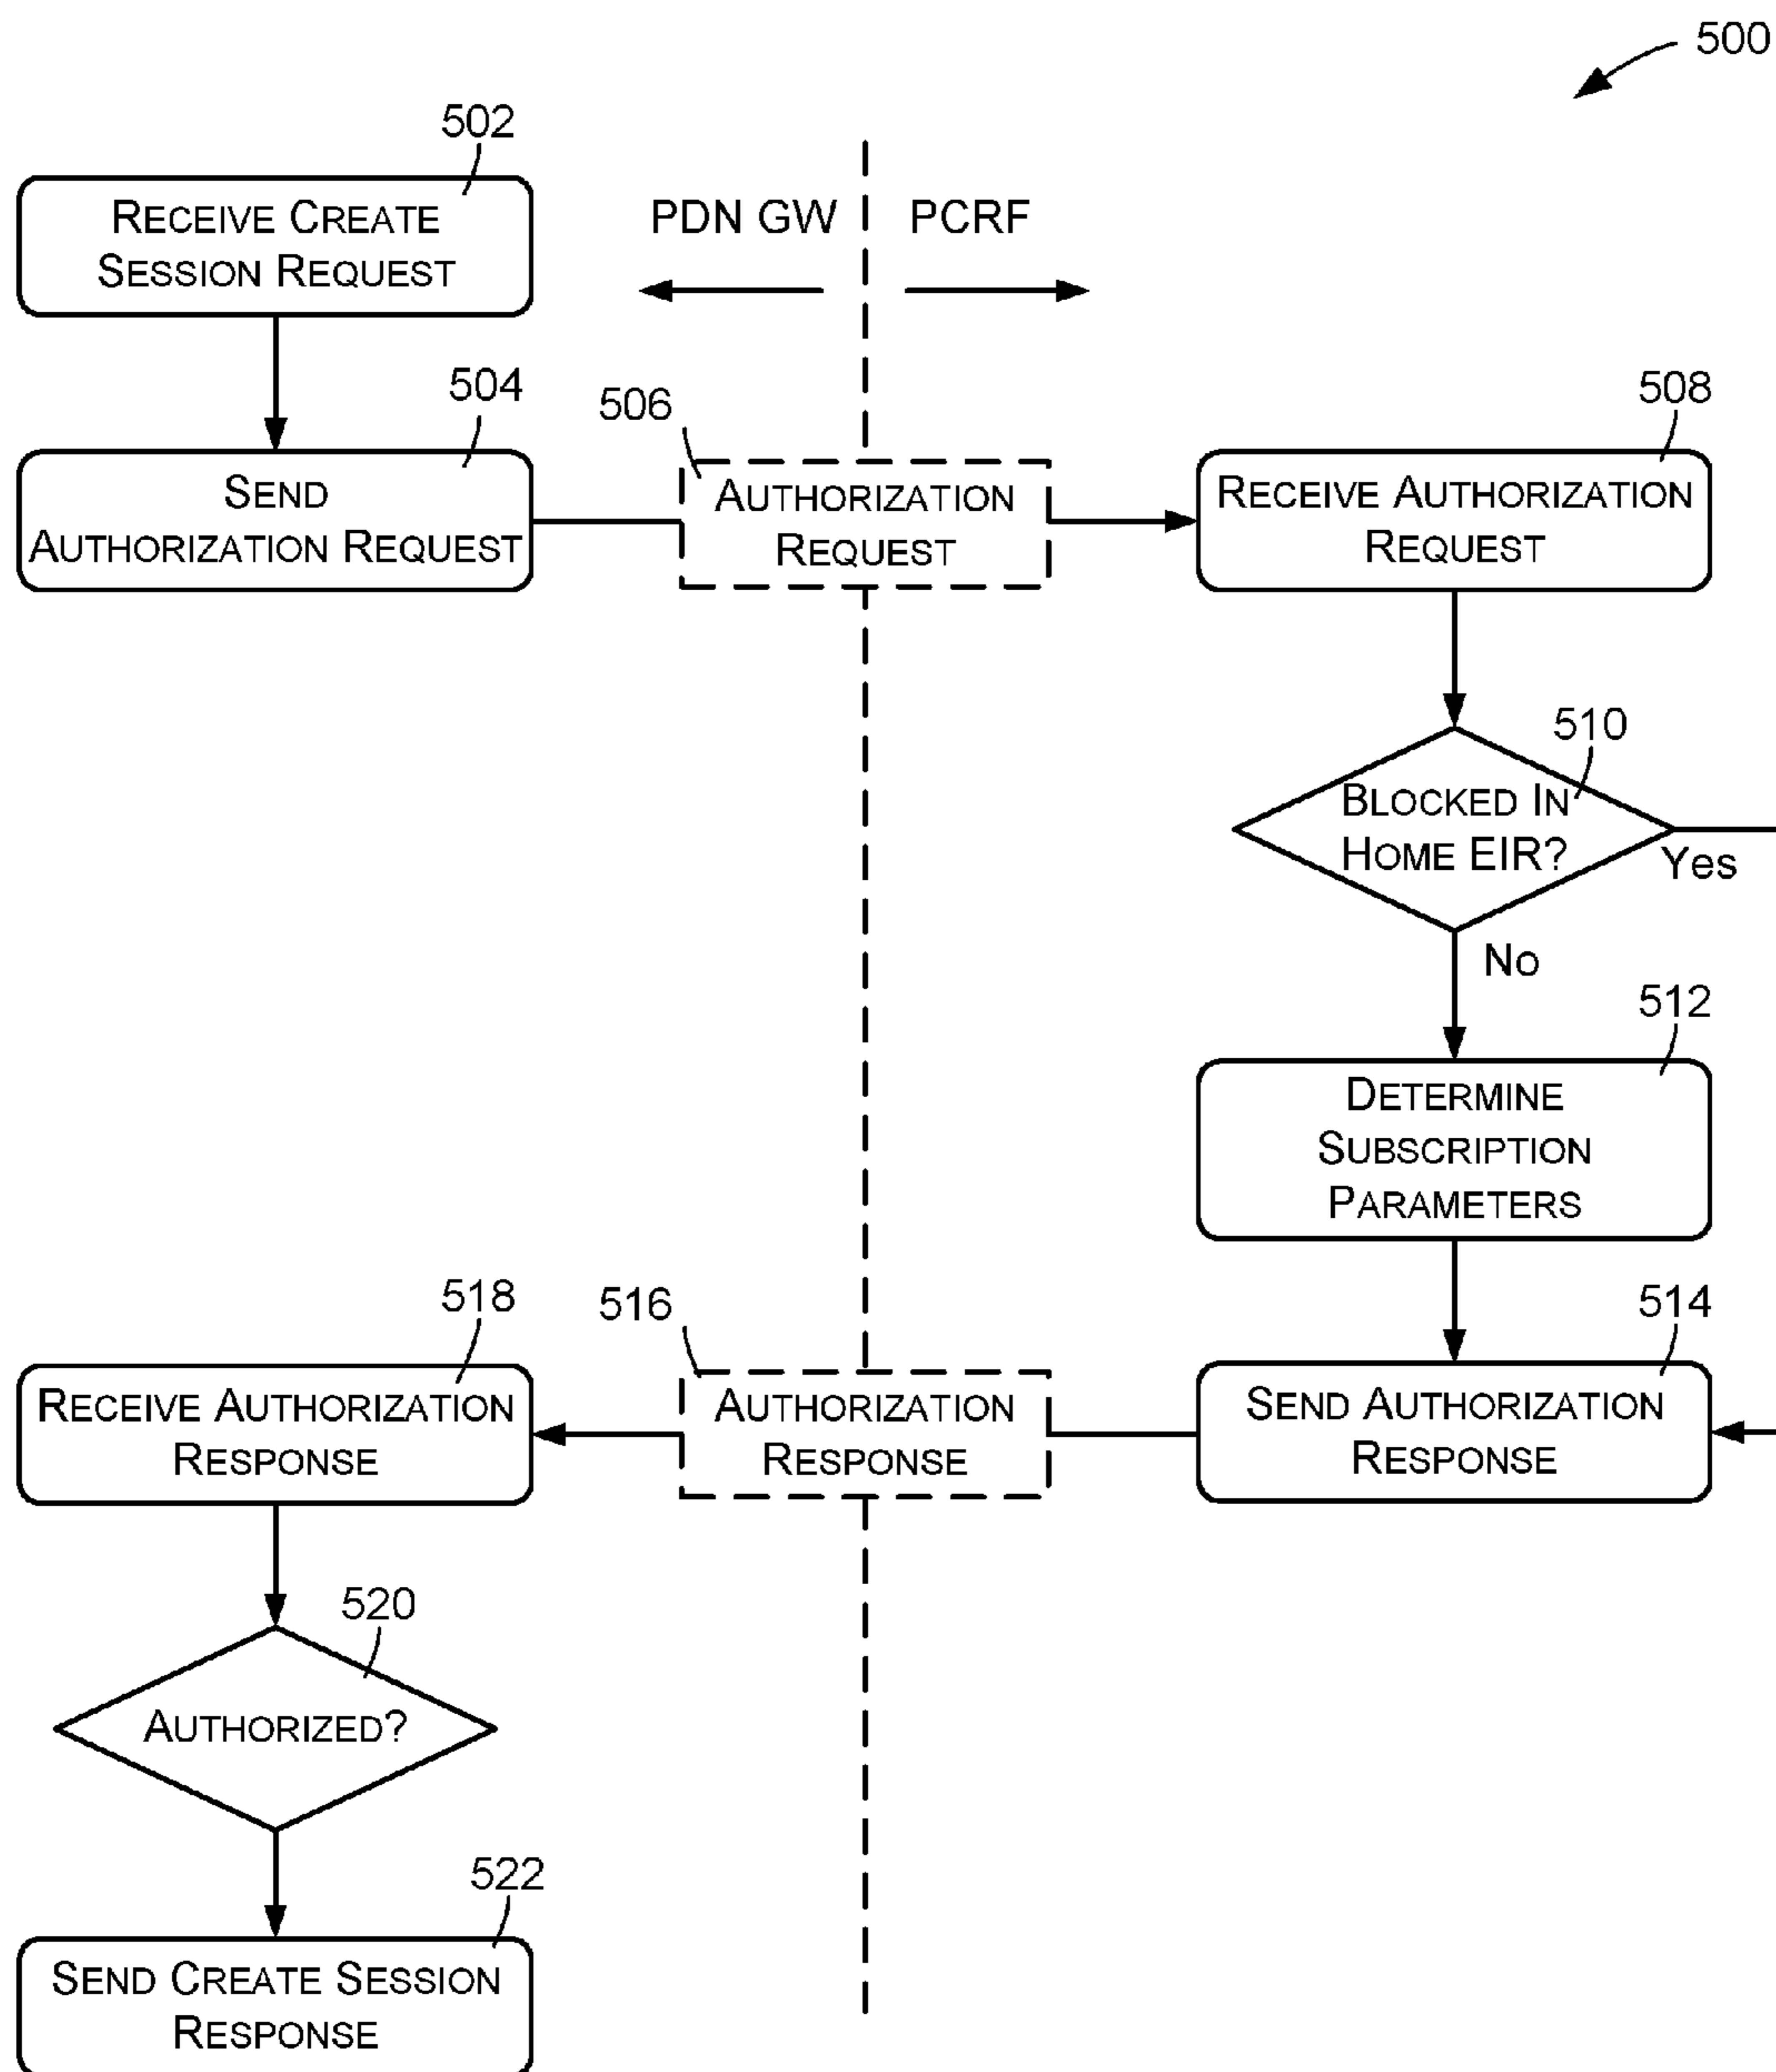 500
502
RECEIVE CREATE
SESSION REQUEST
PDN GW
PCRF
504
SEND
AUTHORIZATION REQUEST
506
AUTHORIZATION
REQUEST
508
RECEIVE AUTHORIZATION
REQUEST
510
BLOCKED IN
HOME EIR?
Yes
No
512
DETERMINE
SUBSCRIPTION
PARAMETERS
514
SEND AUTHORIZATION
RESPONSE
516
AUTHORIZATION
RESPONSE
518
RECEIVE AUTHORIZATION
RESPONSE
520
AUTHORIZED?
522
SEND CREATE SESSION
RESPONSE